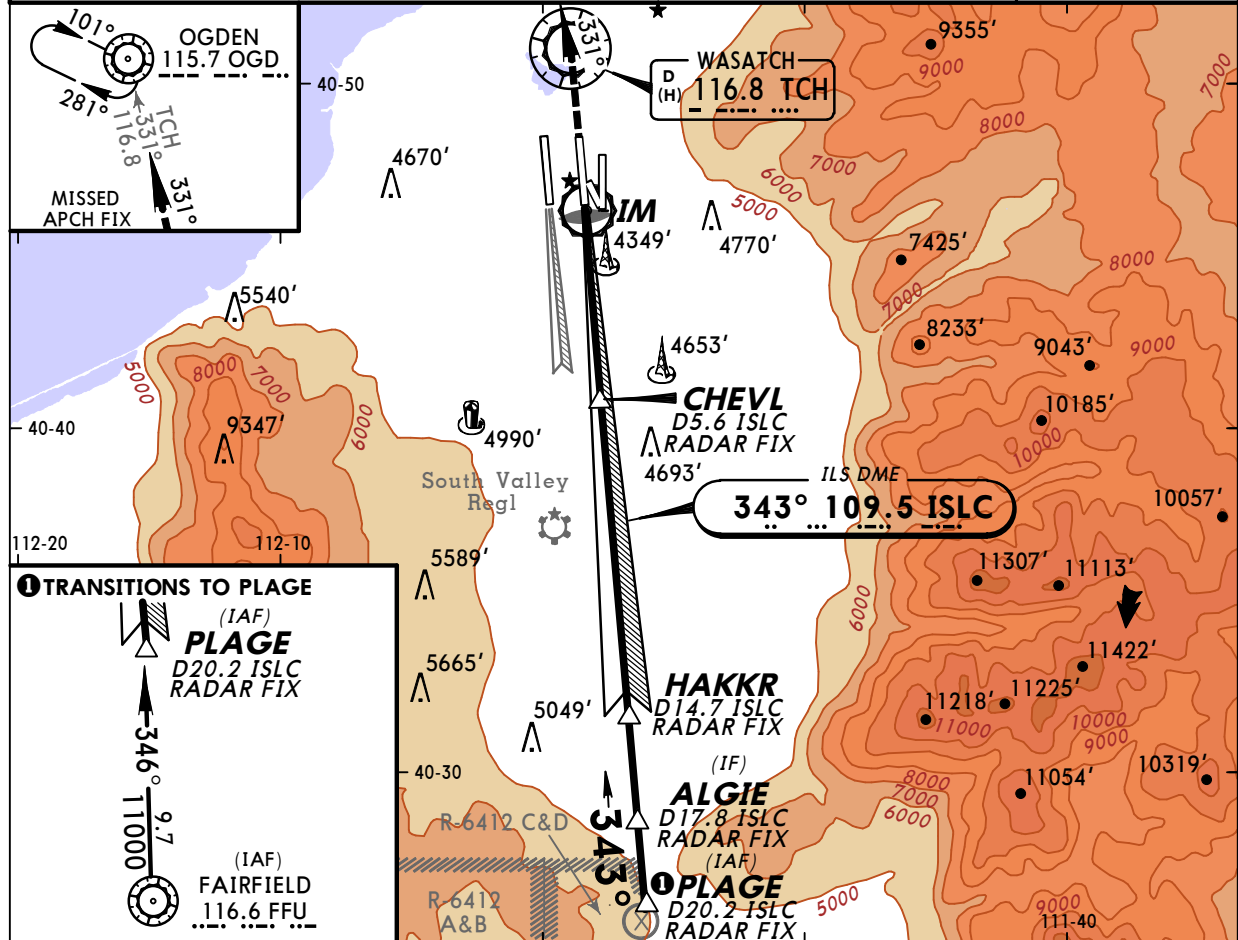 101°
OGDEN
115.7 OGD
281°
TCH
331°
116.8
331°
MISSED
APCH FIX
40-50
331°
WASATCH
D
(H)
116.8 TCH
9355'
9000
8000
7000
7000
6000
5000
4670'
IM
4349'
4770'
7425'
7000
8000
5540'
5000
8000
7000
6000
9347'
8233'
9043'
9000
4653'
CHEVL
D5.6 ISLC
RADAR FIX
10185'
10000
40-40
4990'
4693'
South Valley
Regl
ILS DME
343° 109.5 ISLC
10057'
112-20
112-10
5589'
11307'
11113'
6000
11422'
5665'
11218'
11225'
11000
10000
9000
5049'
HAKKR
D14.7 ISLC
RADAR FIX
40-30
(IF)
ALGIE
D17.8 ISLC
RADAR FIX
8000
7000
6000
11054'
10319'
R-6412 C&D
343°
R-6412
A&B
(IAF)
1 PLAGE
D20.2 ISLC
RADAR FIX
5000
9000
111-40
1 TRANSITIONS TO PLAGE
(IAF)
PLAGE
D20.2 ISLC
RADAR FIX
346°
9.7
11000
(IAF)
FAIRFIELD
116.6 FFU